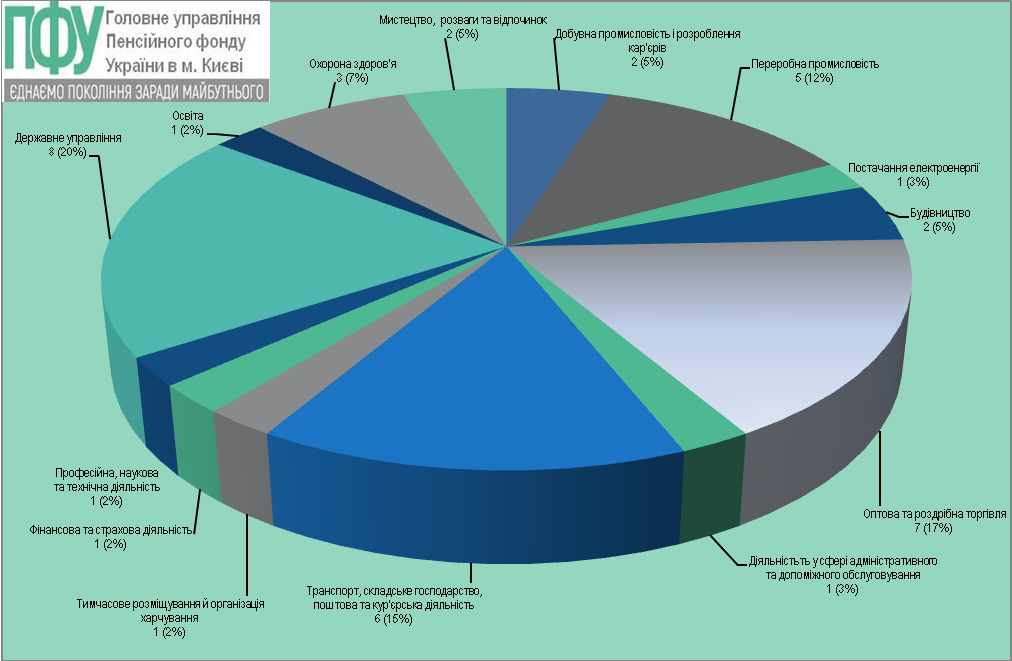 ПФУ
Головне управління
Пенсійного фонду
України в м. Києві
ЄДНАЄМО ПОКОЛІННЯ ЗАРАДИ МАЙБУТНЬОГО
Мистецтво, розваги та відпочинок
2 (5%)
Добувна промисловість і розроблення
кар'єрів
2 (5%)
Охорона здоров'я
3 (7%)
Переробна промисловість
5 (12%)
Освіта
1 (2%)
Державне управління
8 (20%)
Постачання електроенергії
1 (3%)
Будівництво
2 (5%)
Професійна, наукова
та технічна діяльність
1 (2%)
Фінансова та страхова діяльність
1 (2%)
Оптова та роздрібна торгівля
7 (17%)
Діяльністьть у сфері адміністративного
та допоміжного обслуговування
1 (3%)
Транспорт, складське господарство,
поштова та кур'єрська діяльність
6 (15%)
Тимчасове розміщування й організація
харчування
1 (2%)